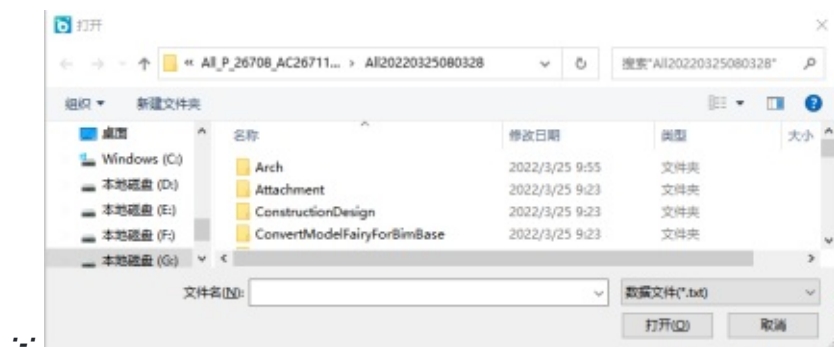 打开
« All_P_26708_AC26711... › All20220325080328
搜索"All20220325080328"
组织 新建文件夹
名称 修改日期 类型 大小
桌面
Windows (C:)
本地磁盘 (D:)
本地磁盘 (E:)
本地磁盘 (F:)
本地磁盘 (G:)
Arch 2022/3/25 9:55 文件夹
Attachment 2022/3/25 9:23 文件夹
ConstructionDesign 2022/3/25 9:23 文件夹
ConvertModelFairyForBimBase 2022/3/25 9:23 文件夹
文件名(N): 数据文件(*.txt)
打开(O) 取消